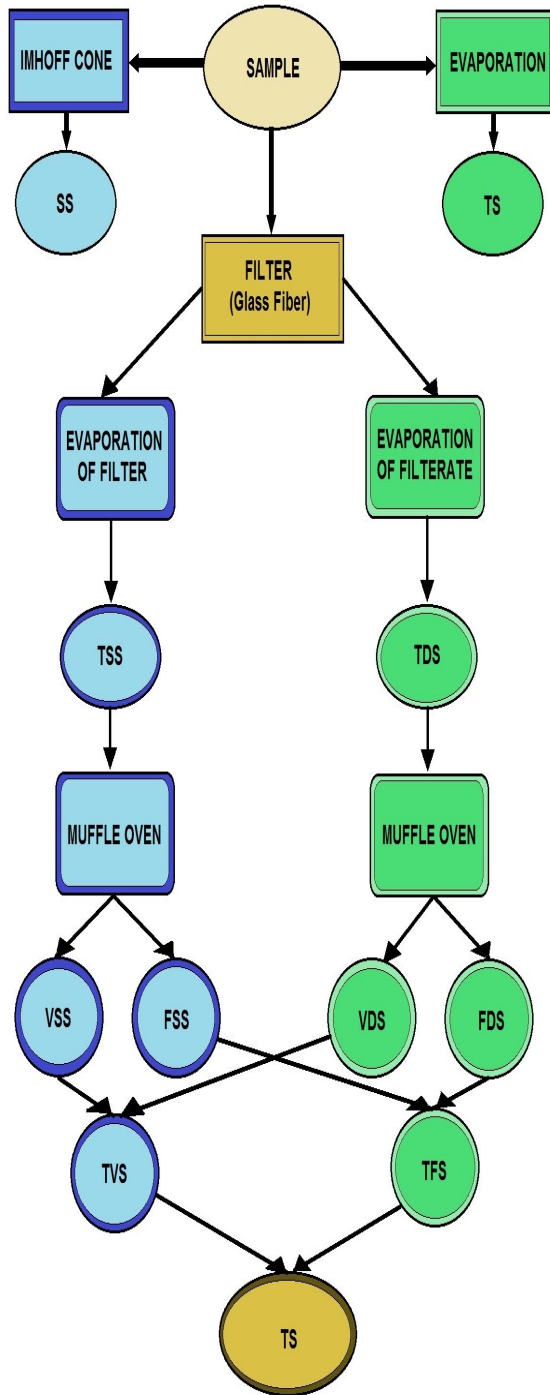 IMHOFF CONE
SAMPLE
EVAPORATION
SS
TS
FILTER
(Glass Fiber)
EVAPORATION
OF FILTER
EVAPORATION
OF FILTERATE
TSS
TDS
MUFFLE OVEN
MUFFLE OVEN
VSS
FSS
VDS
FDS
TVS
TFS
TS